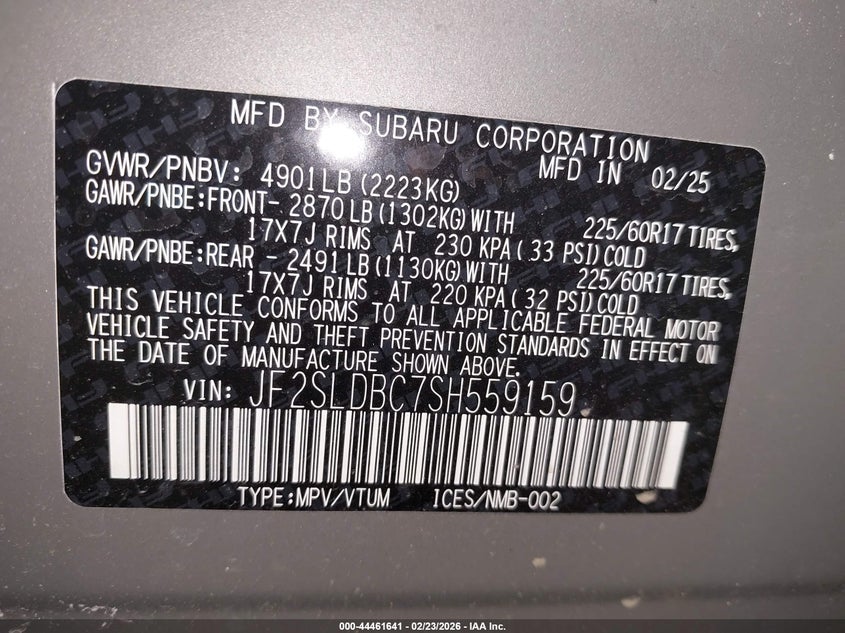 MFD BY SUBARU CORPORATION
MFD IN 02/25
GVWR/PNBV: 4901LB (2223KG)
GAWR/PNBE:FRONT- 2870LB (1302KG) WITH 225/60R17 TIRES,
17X7J RIMS AT 230 KPA ( 33 PSI) COLD
GAWR/PNBE:REAR - 2491LB (1130KG) WITH 225/60R17 TIRES,
17X7J RIMS AT 220 KPA ( 32 PSI) COLD
THIS VEHICLE CONFORMS TO ALL APPLICABLE FEDERAL MOTOR
VEHICLE SAFETY AND THEFT PREVENTION STANDARDS IN EFFECT ON
THE DATE OF MANUFACTURE SHOWN ABOVE.
VIN: JF2SLDBC7SH559159
TYPE:MPV/VTUM ICES/NMB-002
000-44461641 | 02/23/2026 - IAA Inc.